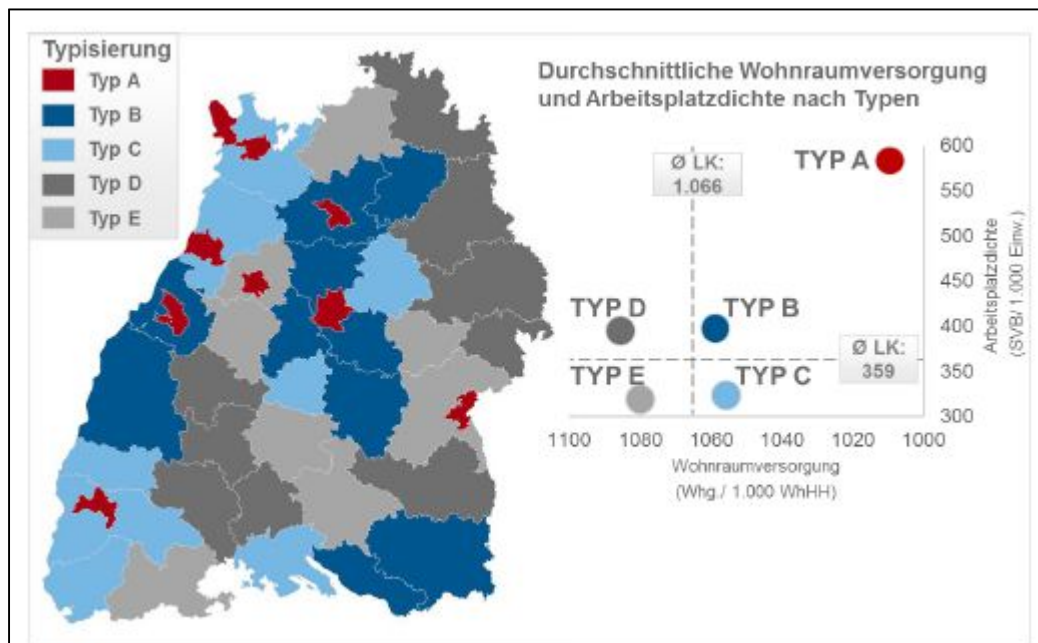 Typisierung
Typ A
Typ B
Typ C
Typ D
Typ E
Durchschnittliche Wohnraumversorgung
und Arbeitsplatzdichte nach Typen
Ø LK:
1.066
TYP A
TYP D
TYP B
Ø LK:
359
TYP E
TYP C
600
550
500
450
400
350
300
Arbeitsplatzdichte
(SVB/ 1.000 Einw.)
1100
1080
1060
1040
1020
1000
Wohnraumversorgung
(Whg./ 1.000 WhHH)